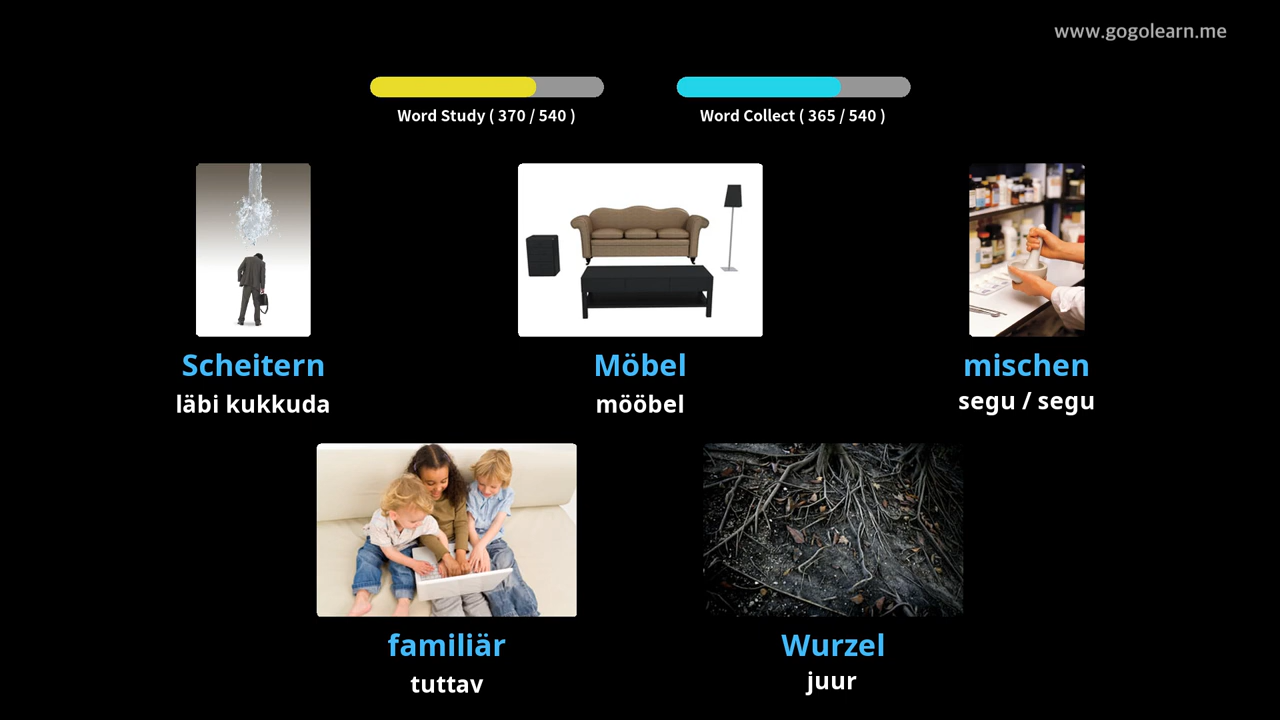 www.gogolearn.me
Word Study ( 370 / 540 )
Word Collect ( 365 / 540 )
Scheitern
läbi kukkuda
Möbel
mööbel
mischen
segu / segu
familiär
tuttav
Wurzel
juur